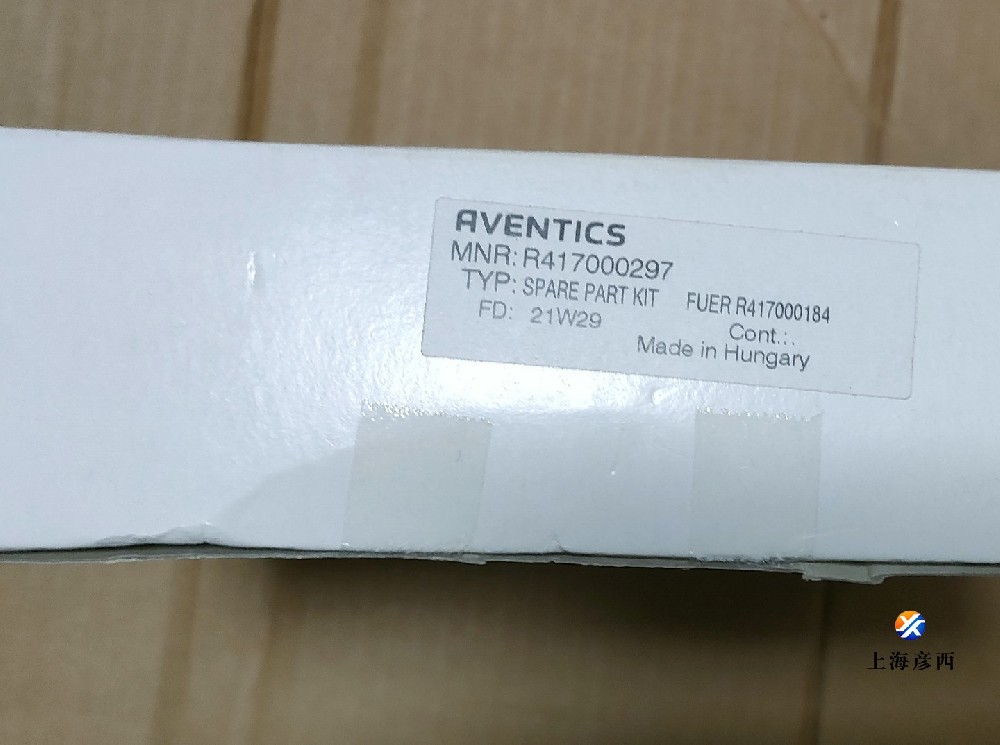 AVENTICS
MNR: R417000297
TYP: SPARE PART KIT FUER R417000184
FD: 21W29 Cont.:.
Made in Hungary
上海彦西